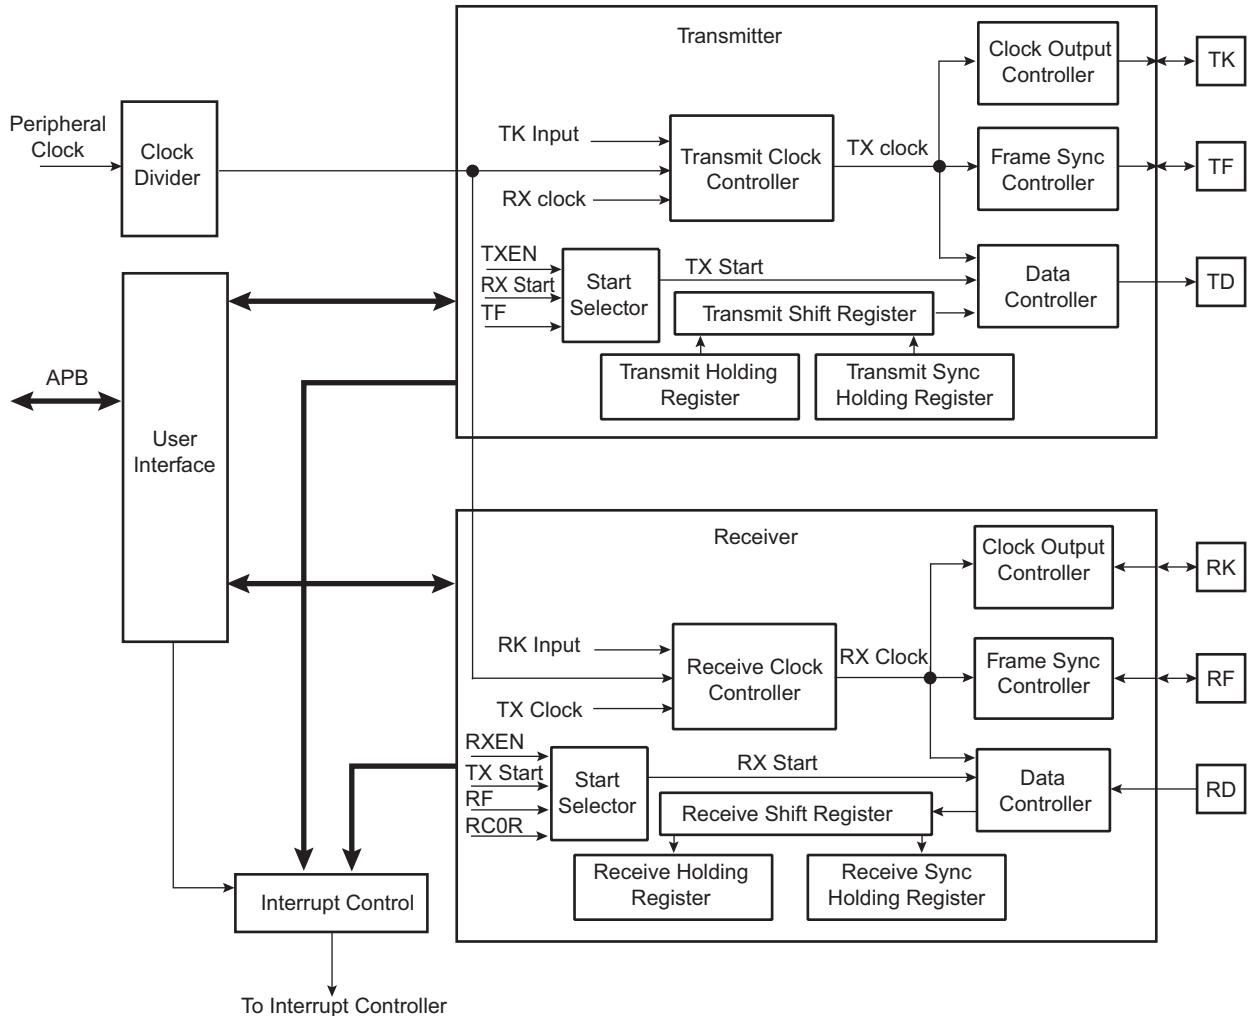 Transmitter
Clock Output
Controller
TK
Peripheral
Clock
Clock
Divider
TK Input
RX clock
Transmit Clock
Controller
TX clock
Frame Sync
Controller
TF
TXEN
RX Start
TF
Start
Selector
TX Start
Data
Controller
TD
Transmit Shift Register
Transmit Holding
Register
Transmit Sync
Holding Register
APB
User
Interface
Receiver
Clock Output
Controller
RK
RK Input
TX Clock
Receive Clock
Controller
RX Clock
Frame Sync
Controller
RF
RXEN
TX Start
RF
RC0R
Start
Selector
RX Start
Data
Controller
RD
Receive Shift Register
Receive Holding
Register
Receive Sync
Holding Register
Interrupt Control
To Interrupt Controller